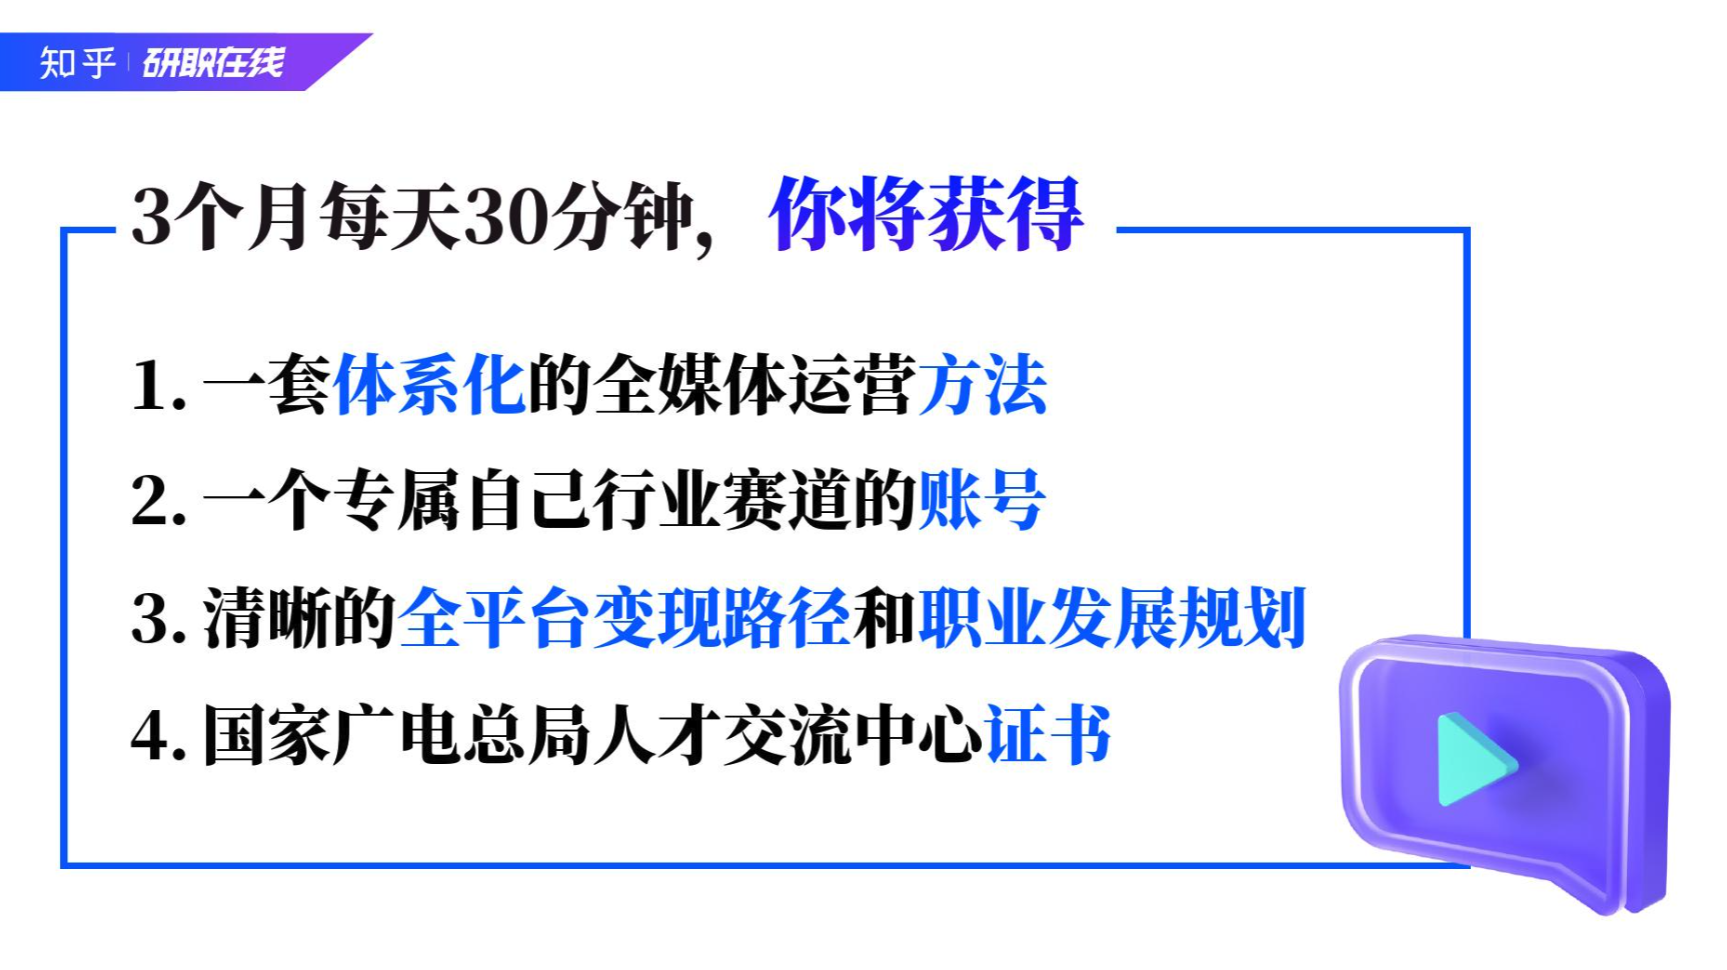 知乎 | 研职在线
3个月每天30分钟，你将获得
1. 一套体系化的全媒体运营方法
2. 一个专属自己行业赛道的账号
3. 清晰的全平台变现路径和职业发展规划
4. 国家广电总局人才交流中心证书